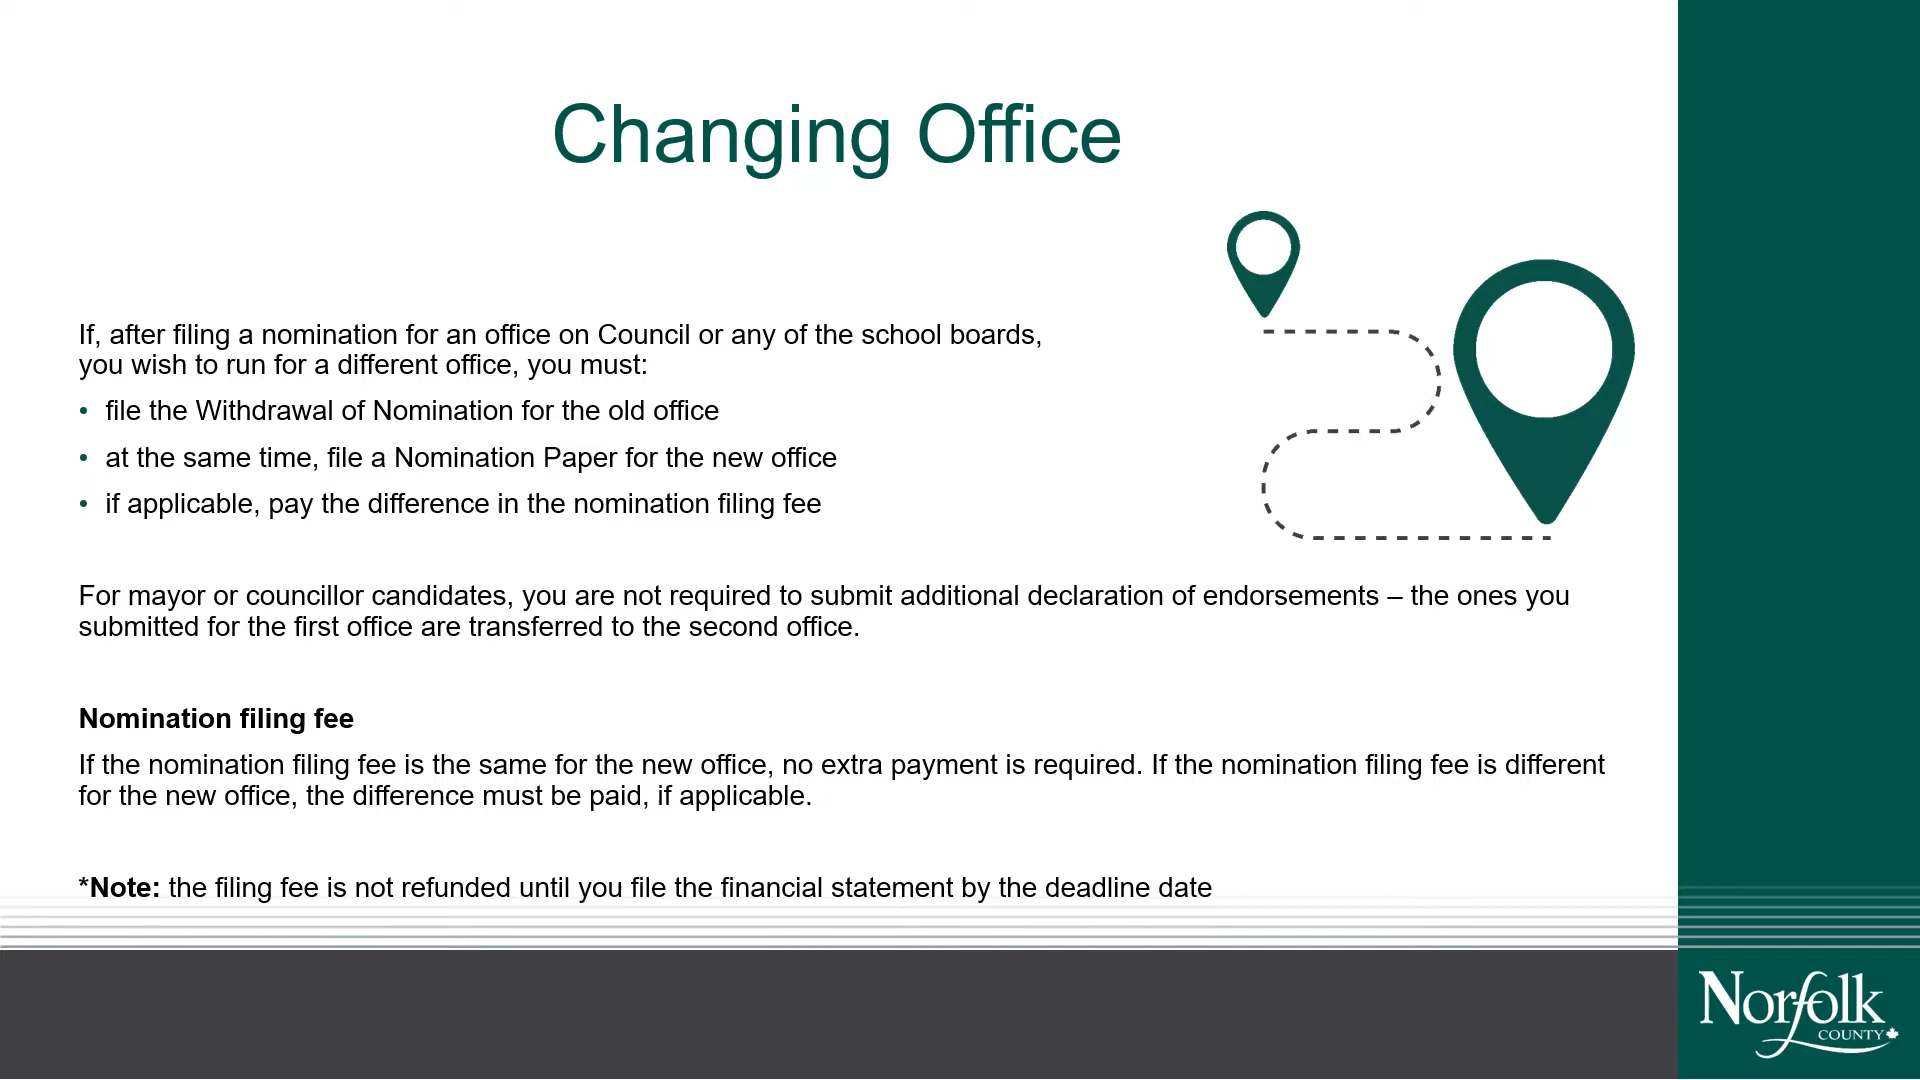 Changing Office
If, after filing a nomination for an office on Council or any of the school boards,
you wish to run for a different office, you must:
• file the Withdrawal of Nomination for the old office
• at the same time, file a Nomination Paper for the new office
• if applicable, pay the difference in the nomination filing fee
For mayor or councillor candidates, you are not required to submit additional declaration of endorsements – the ones you
submitted for the first office are transferred to the second office.
Nomination filing fee
If the nomination filing fee is the same for the new office, no extra payment is required. If the nomination filing fee is different
for the new office, the difference must be paid, if applicable.
*Note: the filing fee is not refunded until you file the financial statement by the deadline date
Norfolk
COUNTY